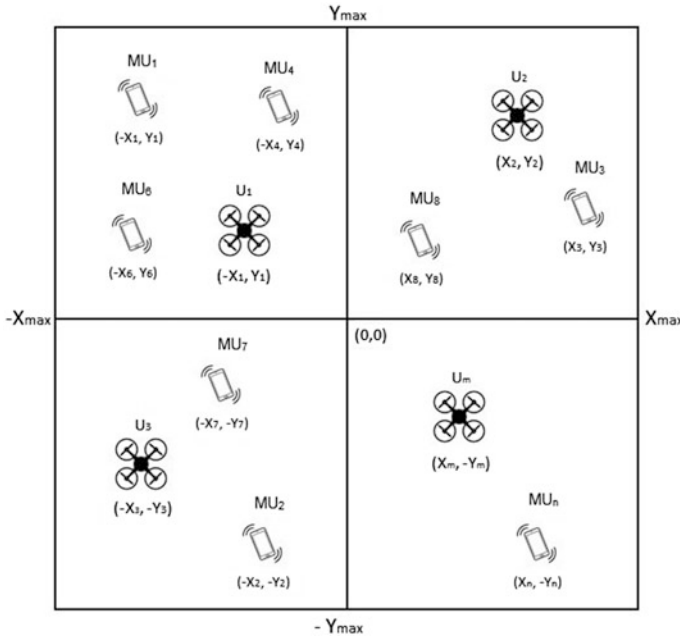 Yₘₐₓ
MU₁
(-X₁, Y₁)
MU₄
(-X₄, Y₄)
U₂
(X₂, Y₂)
MU₃
(X₃, Y₃)
MU₆
(-X₆, Y₆)
U₁
(-X₁, Y₁)
MU₈
(X₈, Y₈)
-Xₘₐₓ
Xₘₐₓ
(0,0)
MU₇
(-X₇, -Y₇)
U₃
(-X₃, -Y₃)
MU₂
(-X₂, -Y₂)
Uₘ
(Xₘ, -Yₘ)
MUₙ
(Xₙ, -Yₙ)
- Yₘₐₓ